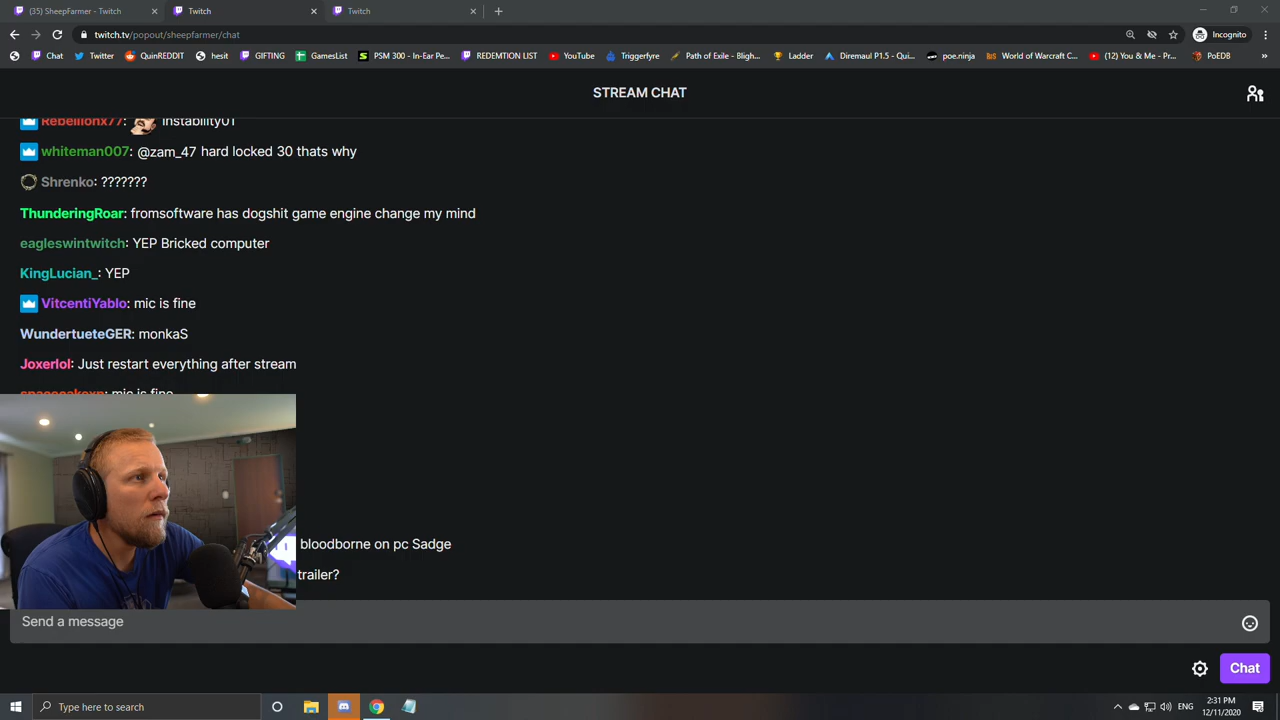 (35) SheepFarmer - Twitch
Twitch
Twitch
twitch.tv/popout/sheepfarmer/chat
Incognito
Chat
Twitter
QuinREDDIT
hesit
GIFTING
GamesList
PSM 300 - In-Ear Pe...
REDEMTION LIST
YouTube
Triggerfyre
Path of Exile - Bligh...
Ladder
Diremaul P1.5 - Qui...
poe.ninja
World of Warcraft C...
(12) You & Me - Pr...
PoEDB
»
STREAM CHAT
Rebellionx77: instability01
whiteman007: @zam_47 hard locked 30 thats why
Shrenko: ???????
ThunderingRoar: fromsoftware has dogshit game engine change my mind
eagleswintwitch: YEP Bricked computer
KingLucian_: YEP
VitcentiYablo: mic is fine
WundertueteGER: monkaS
Joxerlol: Just restart everything after stream
mic is fine
bloodborne on pc Sadge
trailer?
Send a message
Chat
Type here to search
ENG
2:31 PM
12/11/2020